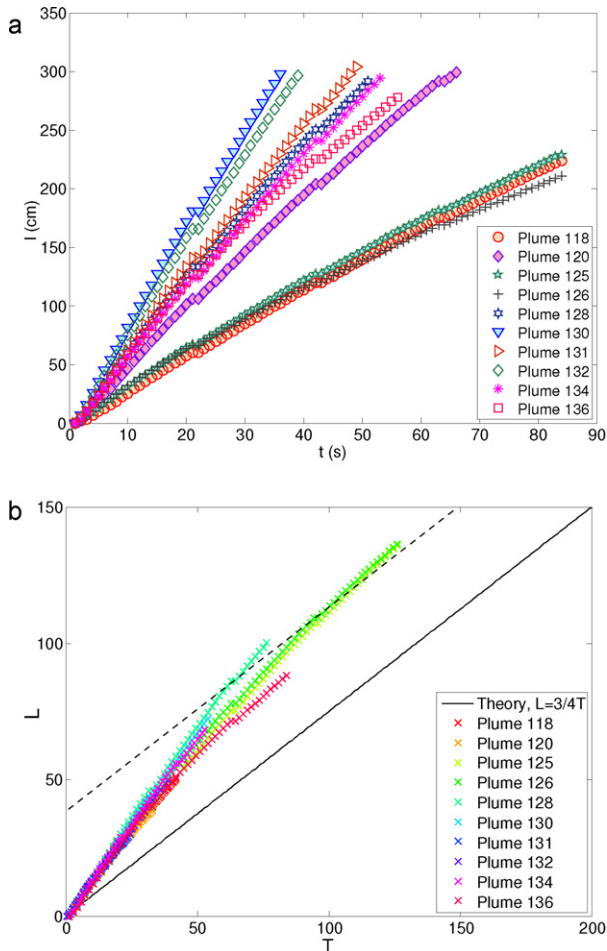 a
350
300
250
200
150
100
50
0
l (cm)
0 10 20 30 40 50 60 70 80 90
t (s)
Plume 118
Plume 120
Plume 125
Plume 126
Plume 128
Plume 130
Plume 131
Plume 132
Plume 134
Plume 136
b
150
100
50
0
L
0 50 100 150 200
T
Theory, L=3/4T
Plume 118
Plume 120
Plume 125
Plume 126
Plume 128
Plume 130
Plume 131
Plume 132
Plume 134
Plume 136